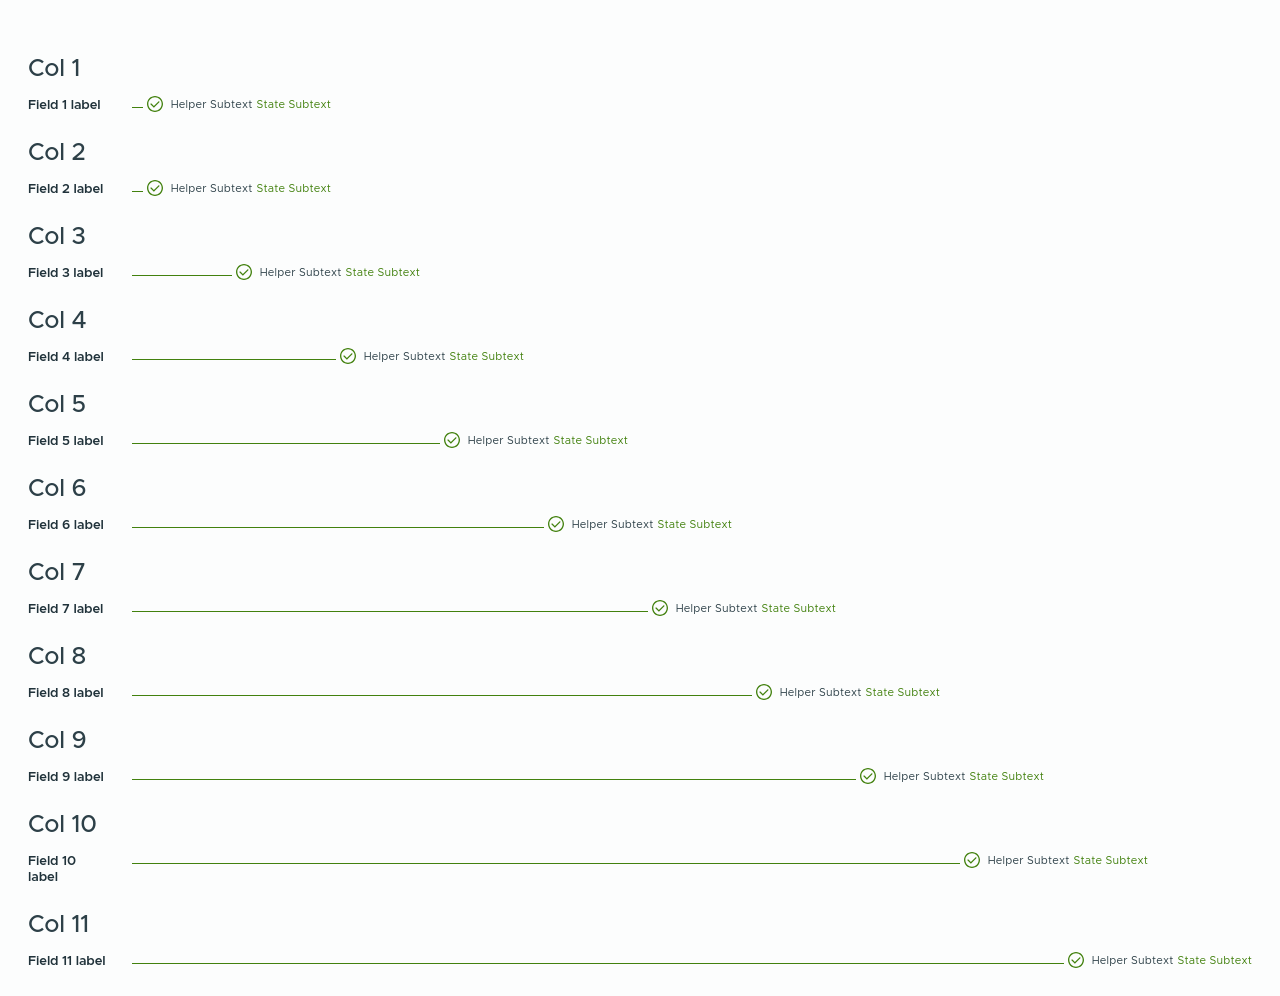 Col 1
Field 1 label Helper Subtext State Subtext
Col 2
Field 2 label Helper Subtext State Subtext
Col 3
Field 3 label Helper Subtext State Subtext
Col 4
Field 4 label Helper Subtext State Subtext
Col 5
Field 5 label Helper Subtext State Subtext
Col 6
Field 6 label Helper Subtext State Subtext
Col 7
Field 7 label Helper Subtext State Subtext
Col 8
Field 8 label Helper Subtext State Subtext
Col 9
Field 9 label Helper Subtext State Subtext
Col 10
Field 10 Helper Subtext State Subtext
label
Col 11
Field 11 label Helper Subtext State Subtext